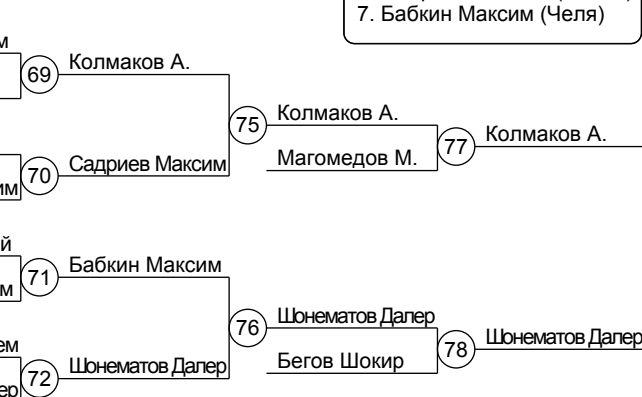 7. Бабкин Максим (Челя)
69
Колмаков А.
75
Колмаков А.
77
Колмаков А.
Магомедов М.
70
Садриев Максим
71
Бабкин Максим
76
Шонематов Далер
78
Шонематов Далер
Бегов Шокир
72
Шонематов Далер